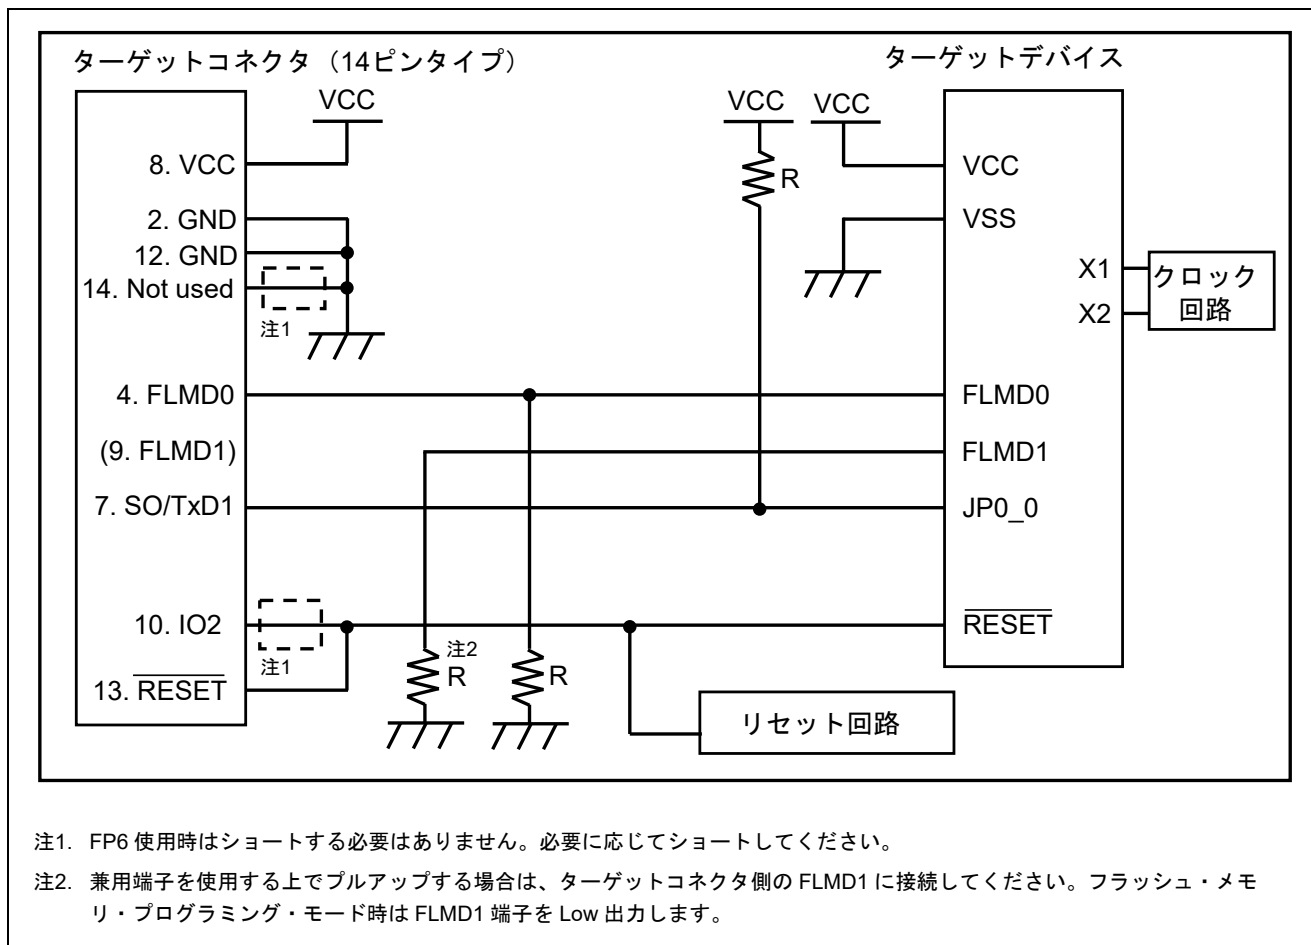 ターゲットコネクタ（14ピンタイプ）
ターゲットデバイス
VCC
VCC
VCC
8. VCC
R
VCC
2. GND
VSS
12. GND
14. Not used
注1
X1
X2
クロック
回路
4. FLMD0
FLMD0
(9. FLMD1)
FLMD1
7. SO/TxD1
JP0_0
10. IO2
注1
RESET
13. RESET
注2
R
R
リセット回路
注1. FP6 使用時はショートする必要はありません。必要に応じてショートしてください。
注2. 兼用端子を使用する上でプルアップする場合は、ターゲットコネクタ側の FLMD1 に接続してください。フラッシュ・メモ
リ・プログラミング・モード時は FLMD1 端子を Low 出力します。